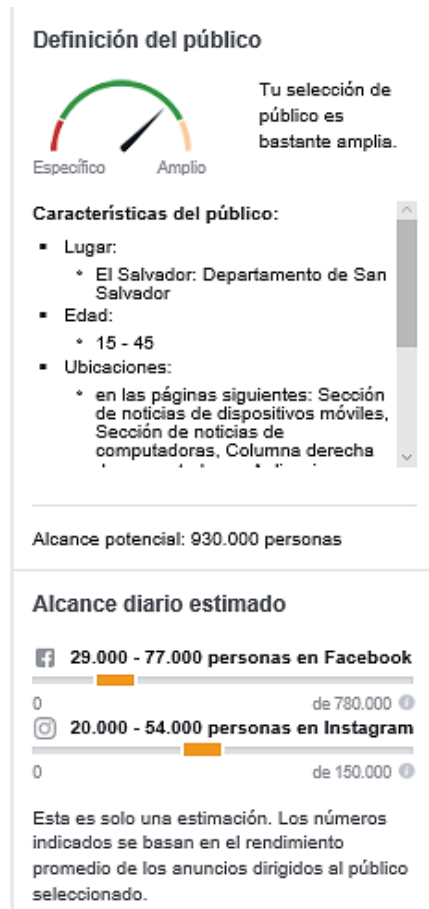 Definición del público
Tu selección de
público es
bastante amplia.
Específico Amplio
Características del público:
Lugar:
El Salvador: Departamento de San
Salvador
Edad:
15 - 45
Ubicaciones:
en las páginas siguientes: Sección
de noticias de dispositivos móviles,
Sección de noticias de
computadoras, Columna derecha
Alcance potencial: 930.000 personas
Alcance diario estimado
29.000 - 77.000 personas en Facebook
0 de 780.000
20.000 - 54.000 personas en Instagram
0 de 150.000
Esta es solo una estimación. Los números
indicados se basan en el rendimiento
promedio de los anuncios dirigidos al público
seleccionado.